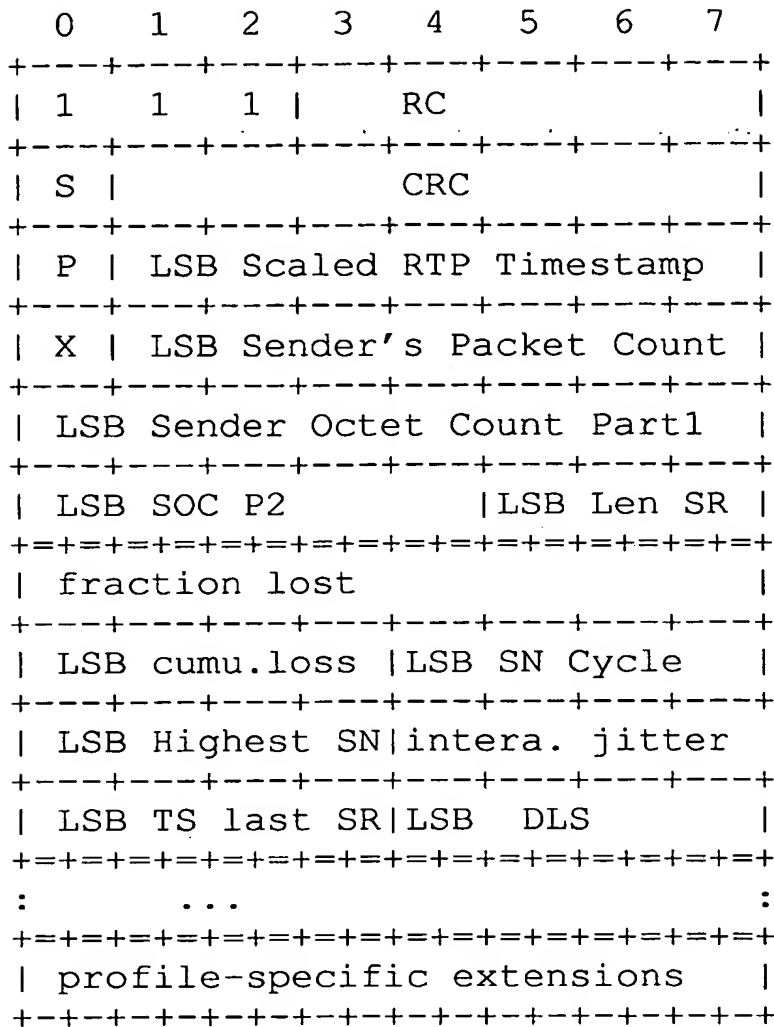 0   1   2   3   4   5   6   7
+---+---+---+---+---+---+---+---+
| 1   1   1 |    RC             |
+---+---+---+---+---+---+---+---+
| S |            CRC            |
+---+---+---+---+---+---+---+---+
| P | LSB Scaled RTP Timestamp  |
+---+---+---+---+---+---+---+---+
| X | LSB Sender's Packet Count |
+---+---+---+---+---+---+---+---+
| LSB Sender Octet Count Part1  |
+---+---+---+---+---+---+---+---+
| LSB SOC P2        |LSB Len SR |
+=+=+=+=+=+=+=+=+=+=+=+=+=+=+=+=+
| fraction lost                 |
+---+---+---+---+---+---+---+---+
| LSB cumu.loss |LSB SN Cycle   |
+---+---+---+---+---+---+---+---+
| LSB Highest SN|intera. jitter
+---+---+---+---+---+---+---+---+
| LSB TS last SR|LSB  DLS       |
+=+=+=+=+=+=+=+=+=+=+=+=+=+=+=+=+
:      ...                      :
+=+=+=+=+=+=+=+=+=+=+=+=+=+=+=+=+
| profile-specific extensions   |
+-+-+-+-+-+-+-+-+-+-+-+-+-+-+-+-+